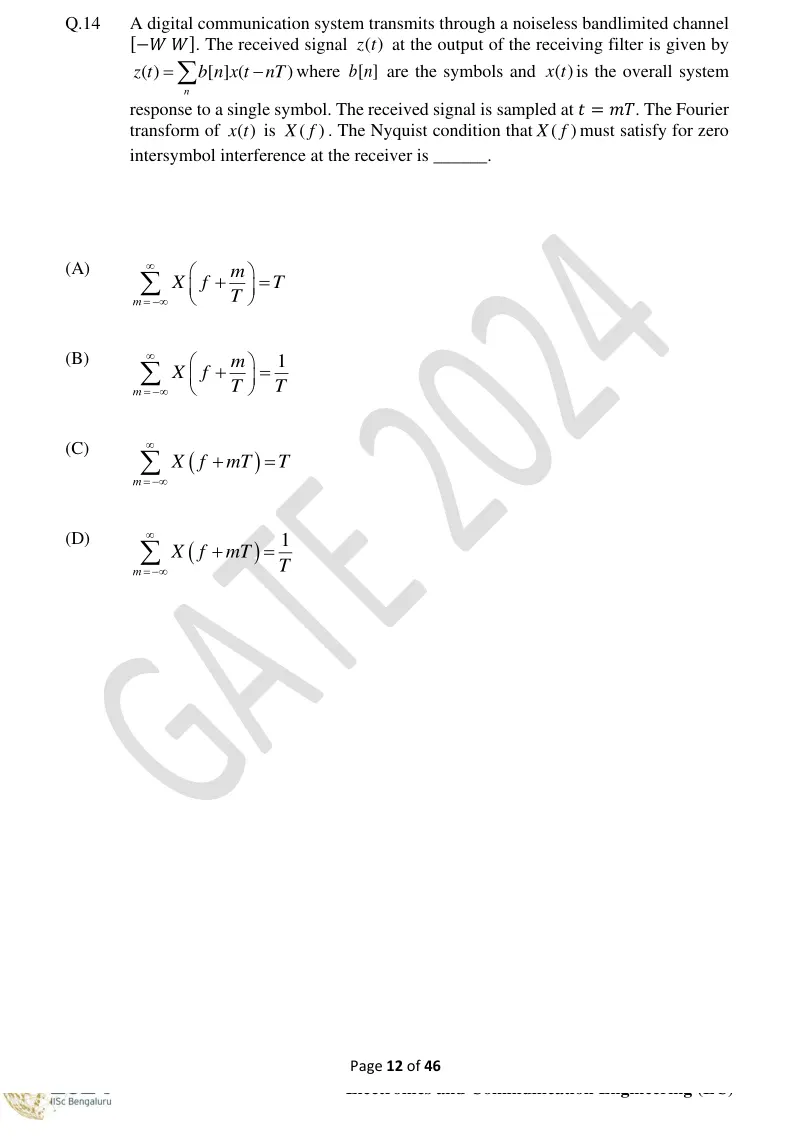 Q.14 A digital communication system transmits through a noiseless bandlimited channel
[−W W]. The received signal z(t) at the output of the receiving filter is given by
z(t) = ∑_n b[n]x(t − nT) where b[n] are the symbols and x(t) is the overall system
response to a single symbol. The received signal is sampled at t = mT. The Fourier
transform of x(t) is X(f). The Nyquist condition that X(f) must satisfy for zero
intersymbol interference at the receiver is ______.
(A) ∑_{m=−∞}^{∞} X(f + m/T) = T
(B) ∑_{m=−∞}^{∞} X(f + m/T) = 1/T
(C) ∑_{m=−∞}^{∞} X(f + mT) = T
(D) ∑_{m=−∞}^{∞} X(f + mT) = 1/T
GATE 2024
Page 12 of 46
IISc Bengaluru